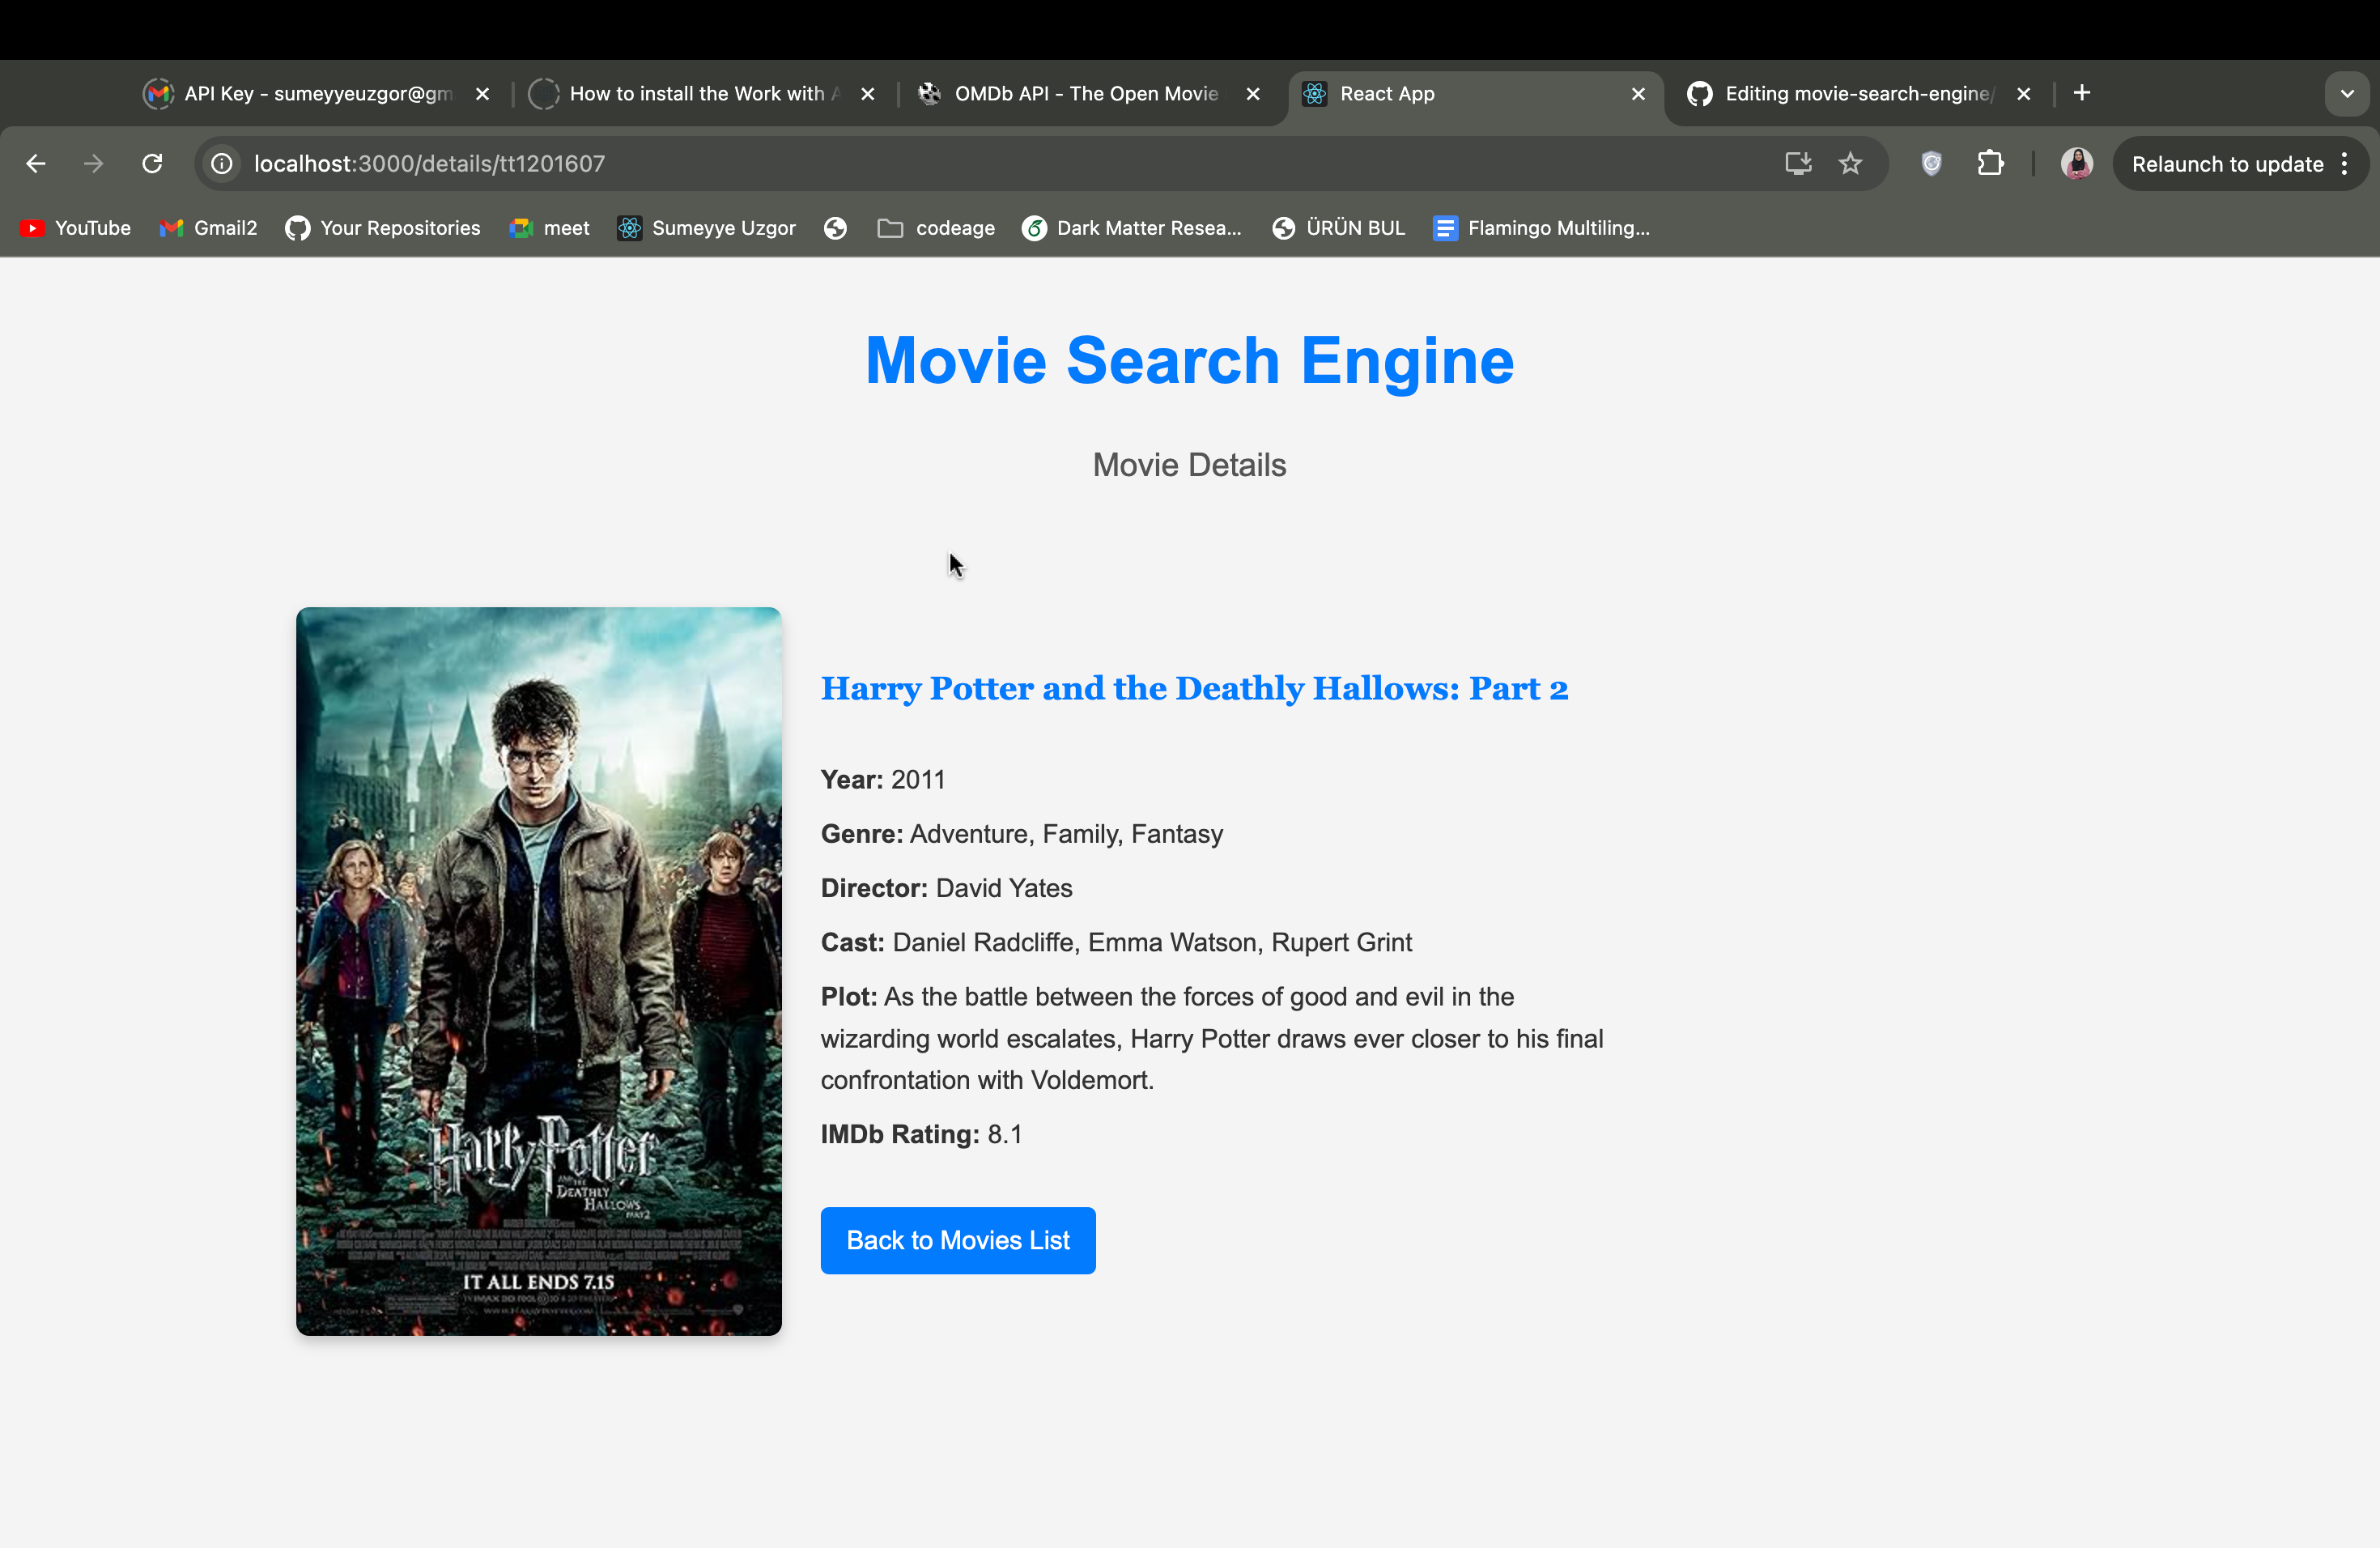 API Key - sumeyyeuzgor@gm
How to install the Work with A
OMDb API - The Open Movie
React App
Editing movie-search-engine/
localhost:3000/details/tt1201607
Relaunch to update
YouTube
Gmail2
Your Repositories
meet
Sumeyye Uzgor
codeage
Dark Matter Resea...
ÜRÜN BUL
Flamingo Multiling...
Movie Search Engine
Movie Details
Harry Potter and the Deathly Hallows: Part 2
Year: 2011
Genre: Adventure, Family, Fantasy
Director: David Yates
Cast: Daniel Radcliffe, Emma Watson, Rupert Grint
Plot: As the battle between the forces of good and evil in the
wizarding world escalates, Harry Potter draws ever closer to his final
confrontation with Voldemort.
IMDb Rating: 8.1
Back to Movies List
Harry Potter
AND THE
DEATHLY
HALLOWS
PART 2
IT ALL ENDS 7.15